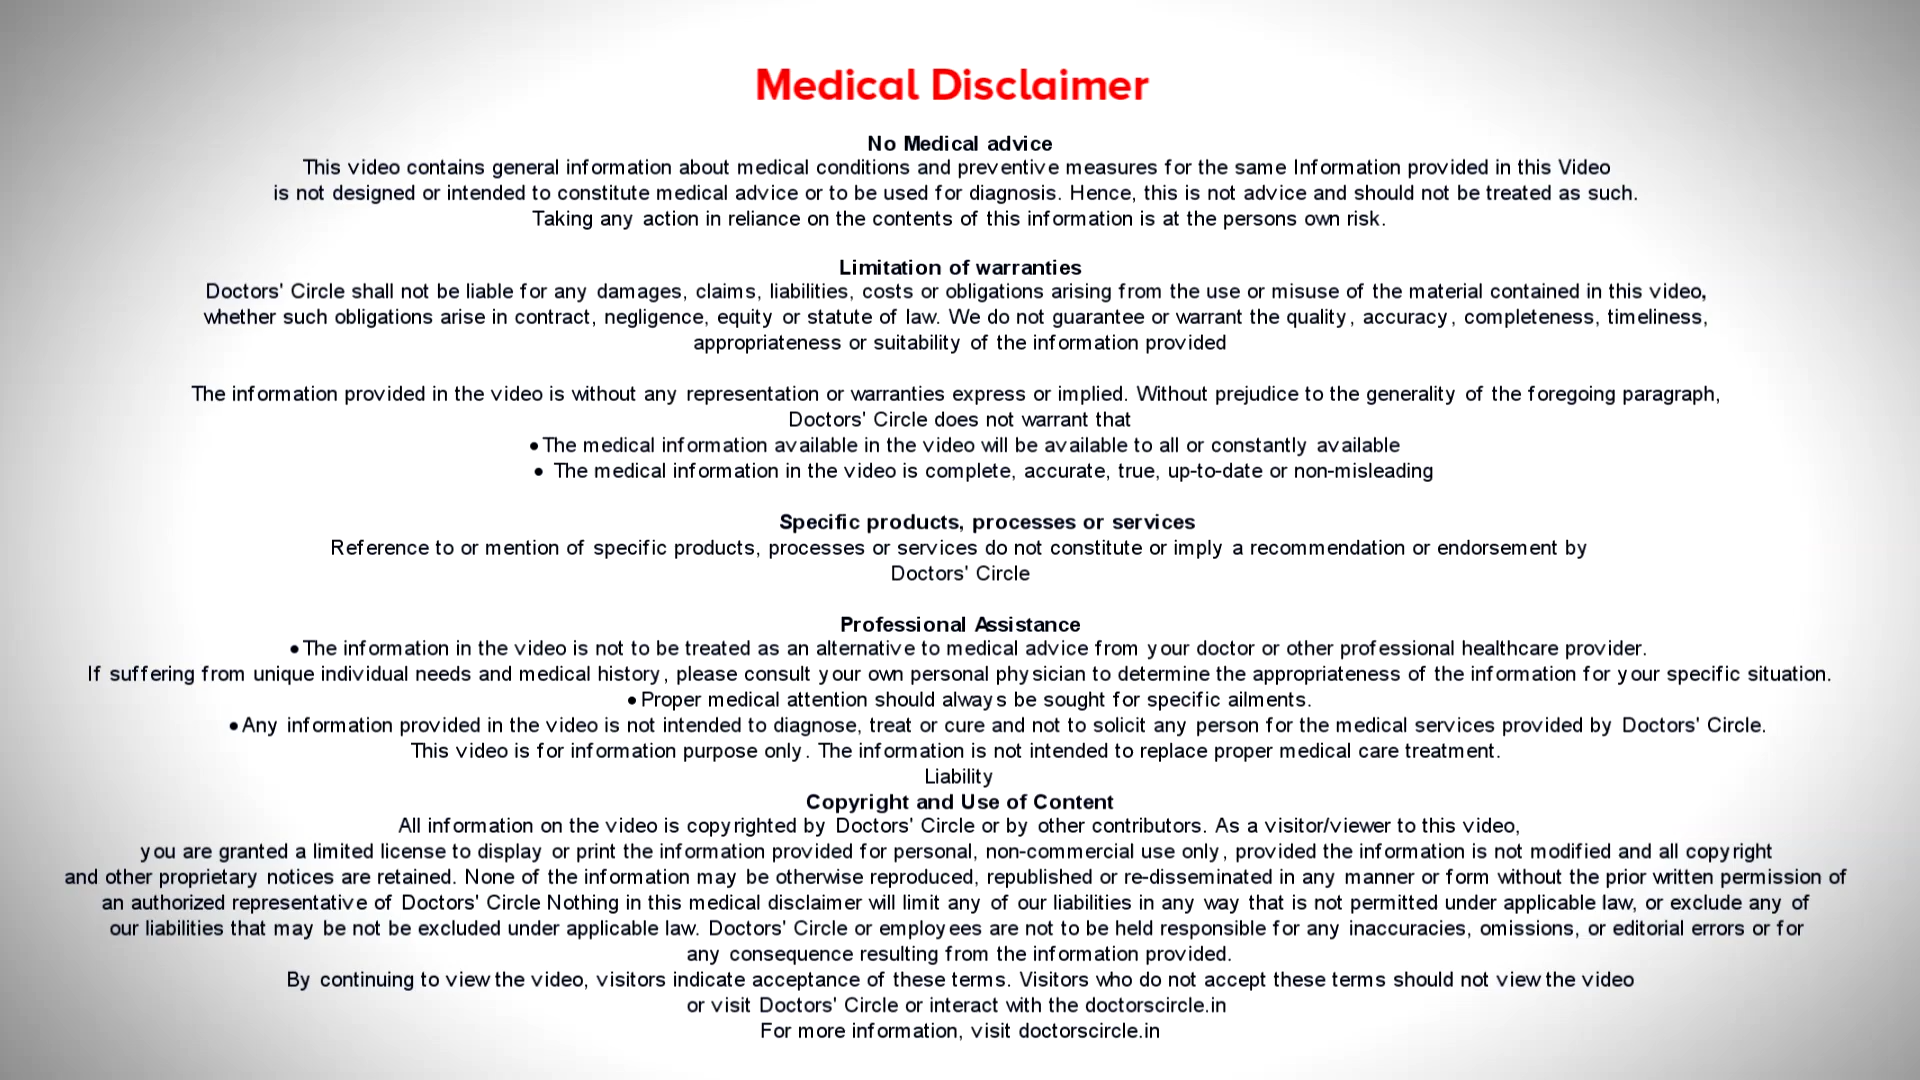 Medical Disclaimer
No Medical advice
This video contains general information about medical conditions and preventive measures for the same Information provided in this Video
is not designed or intended to constitute medical advice or to be used for diagnosis. Hence, this is not advice and should not be treated as such.
Taking any action in reliance on the contents of this information is at the persons own risk.
Limitation of warranties
Doctors' Circle shall not be liable for any damages, claims, liabilities, costs or obligations arising from the use or misuse of the material contained in this video,
whether such obligations arise in contract, negligence, equity or statute of law. We do not guarantee or warrant the quality, accuracy, completeness, timeliness,
appropriateness or suitability of the information provided
The information provided in the video is without any representation or warranties express or implied. Without prejudice to the generality of the foregoing paragraph,
Doctors' Circle does not warrant that
• The medical information available in the video will be available to all or constantly available
• The medical information in the video is complete, accurate, true, up-to-date or non-misleading
Specific products, processes or services
Reference to or mention of specific products, processes or services do not constitute or imply a recommendation or endorsement by
Doctors' Circle
Professional Assistance
• The information in the video is not to be treated as an alternative to medical advice from your doctor or other professional healthcare provider.
If suffering from unique individual needs and medical history, please consult your own personal physician to determine the appropriateness of the information for your specific situation.
• Proper medical attention should always be sought for specific ailments.
• Any information provided in the video is not intended to diagnose, treat or cure and not to solicit any person for the medical services provided by Doctors' Circle.
This video is for information purpose only. The information is not intended to replace proper medical care treatment.
Liability
Copyright and Use of Content
All information on the video is copyrighted by Doctors' Circle or by other contributors. As a visitor/viewer to this video,
you are granted a limited license to display or print the information provided for personal, non-commercial use only, provided the information is not modified and all copyright
and other proprietary notices are retained. None of the information may be otherwise reproduced, republished or re-disseminated in any manner or form without the prior written permission of
an authorized representative of Doctors' Circle Nothing in this medical disclaimer will limit any of our liabilities in any way that is not permitted under applicable law, or exclude any of
our liabilities that may be not be excluded under applicable law. Doctors' Circle or employees are not to be held responsible for any inaccuracies, omissions, or editorial errors or for
any consequence resulting from the information provided.
By continuing to view the video, visitors indicate acceptance of these terms. Visitors who do not accept these terms should not view the video
or visit Doctors' Circle or interact with the doctorscircle.in
For more information, visit doctorscircle.in